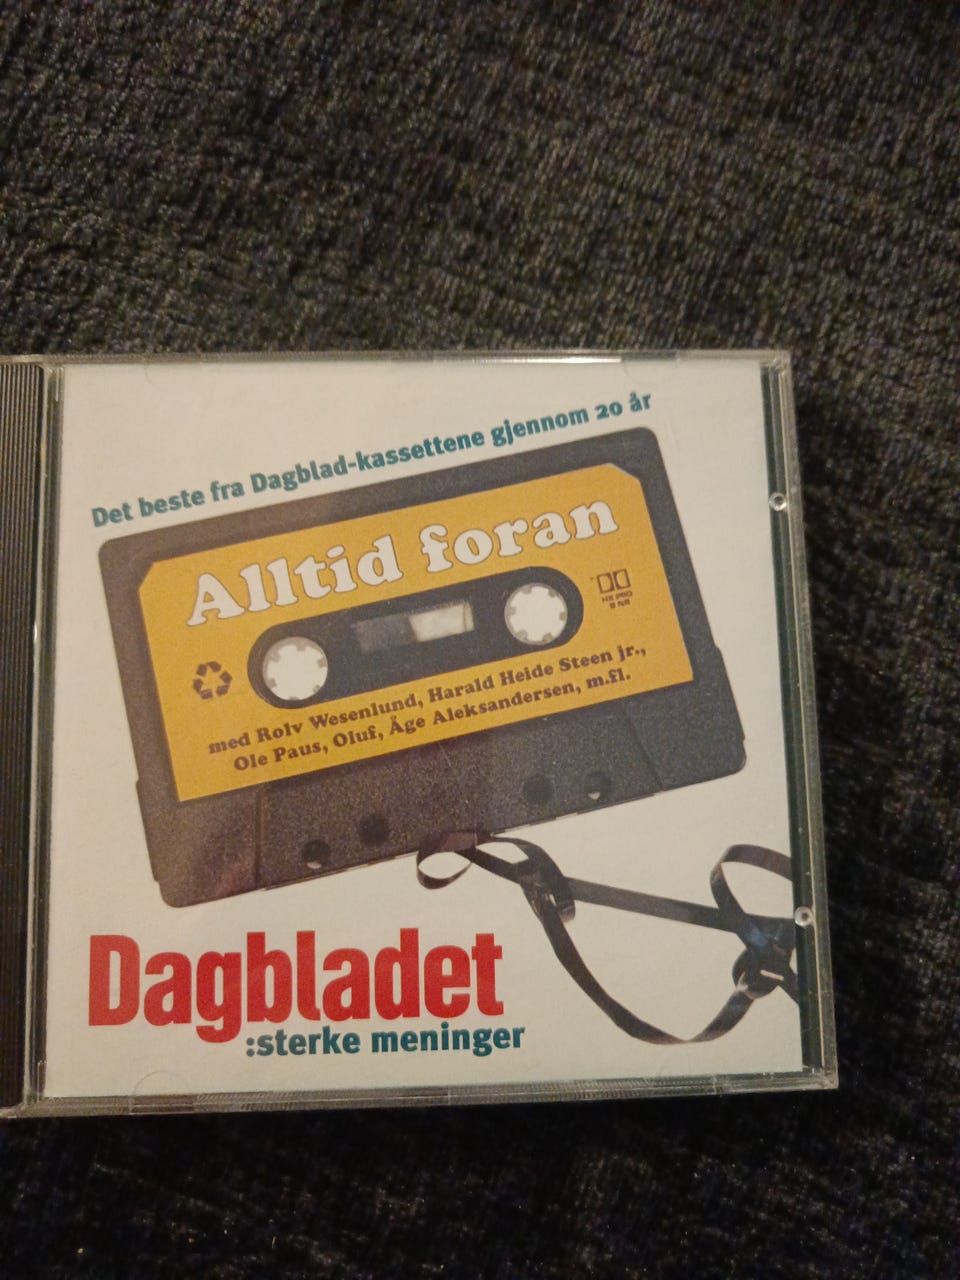 Det beste fra Dagblad-kassettene gjennom 20 år
Alltid foran
HX PRO
B NR
med Rolv Wesenlund, Harald Heide Steen jr.,
Ole Paus, Oluf, Åge Aleksandersen, m.fl.
Dagbladet
:sterke meninger